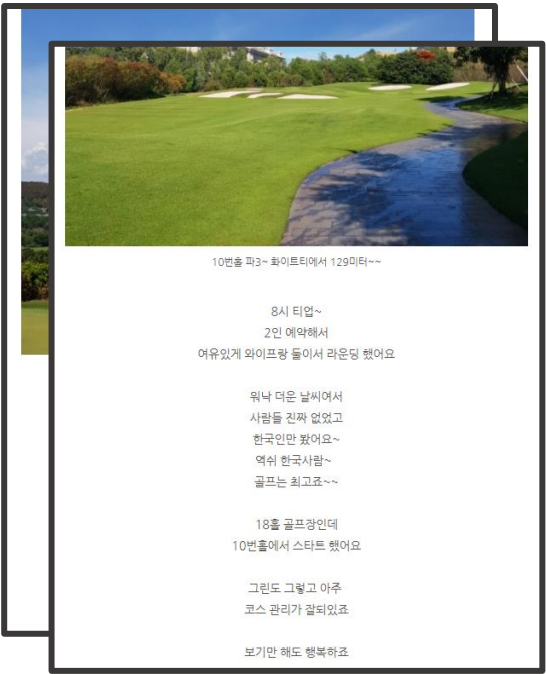 10번홀 파3~ 화이트티에서 129미터~~
8시 티업~
2인 예약해서
여유있게 와이프랑 둘이서 라운딩 했어요
워낙 더운 날씨여서
사람들 진짜 없었고
한국인만 봤어요~
역쉬 한국사람~
골프는 최고죠~~
18홀 골프장인데
10번홀에서 스타트 했어요
그린도 그렇고 아주
코스 관리가 잘되있죠
보기만 해도 행복하죠